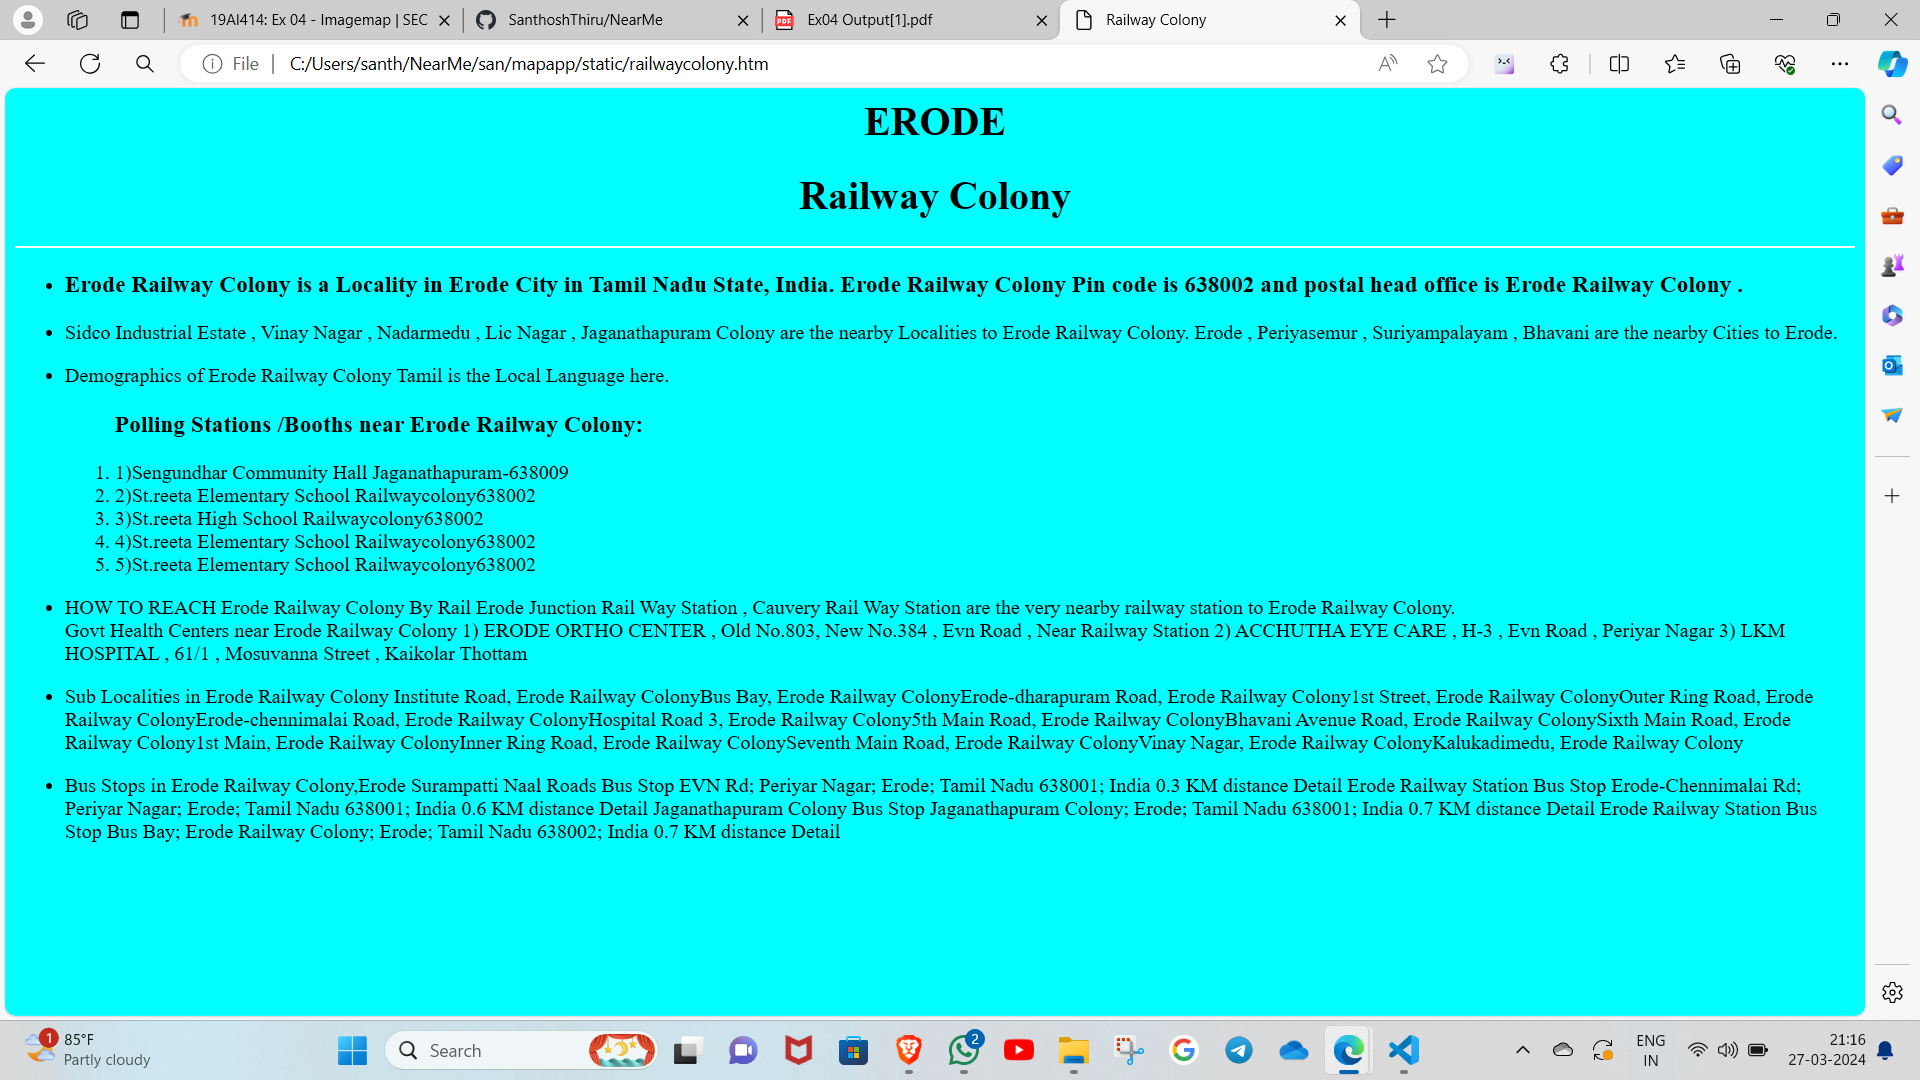 19AI414: Ex 04 - Imagemap | SEC
SanthoshThiru/NearMe
Ex04 Output[1].pdf
Railway Colony
File
C:/Users/santh/NearMe/san/mapapp/static/railwaycolony.htm
ERODE
Railway Colony
• Erode Railway Colony is a Locality in Erode City in Tamil Nadu State, India. Erode Railway Colony Pin code is 638002 and postal head office is Erode Railway Colony .
• Sidco Industrial Estate , Vinay Nagar , Nadarmedu , Lic Nagar , Jaganathapuram Colony are the nearby Localities to Erode Railway Colony. Erode , Periyasemur , Suriyampalayam , Bhavani are the nearby Cities to Erode.
• Demographics of Erode Railway Colony Tamil is the Local Language here.
Polling Stations /Booths near Erode Railway Colony:
1. 1)Sengundhar Community Hall Jaganathapuram-638009
2. 2)St.reeta Elementary School Railwaycolony638002
3. 3)St.reeta High School Railwaycolony638002
4. 4)St.reeta Elementary School Railwaycolony638002
5. 5)St.reeta Elementary School Railwaycolony638002
• HOW TO REACH Erode Railway Colony By Rail Erode Junction Rail Way Station , Cauvery Rail Way Station are the very nearby railway station to Erode Railway Colony.
Govt Health Centers near Erode Railway Colony 1) ERODE ORTHO CENTER , Old No.803, New No.384 , Evn Road , Near Railway Station 2) ACCHUTHA EYE CARE , H-3 , Evn Road , Periyar Nagar 3) LKM
HOSPITAL , 61/1 , Mosuvanna Street , Kaikolar Thottam
• Sub Localities in Erode Railway Colony Institute Road, Erode Railway ColonyBus Bay, Erode Railway ColonyErode-dharapuram Road, Erode Railway Colony1st Street, Erode Railway ColonyOuter Ring Road, Erode
Railway ColonyErode-chennimalai Road, Erode Railway ColonyHospital Road 3, Erode Railway Colony5th Main Road, Erode Railway ColonyBhavani Avenue Road, Erode Railway ColonySixth Main Road, Erode
Railway Colony1st Main, Erode Railway ColonyInner Ring Road, Erode Railway ColonySeventh Main Road, Erode Railway ColonyVinay Nagar, Erode Railway ColonyKalukadimedu, Erode Railway Colony
• Bus Stops in Erode Railway Colony,Erode Surampatti Naal Roads Bus Stop EVN Rd; Periyar Nagar; Erode; Tamil Nadu 638001; India 0.3 KM distance Detail Erode Railway Station Bus Stop Erode-Chennimalai Rd;
Periyar Nagar; Erode; Tamil Nadu 638001; India 0.6 KM distance Detail Jaganathapuram Colony Bus Stop Jaganathapuram Colony; Erode; Tamil Nadu 638001; India 0.7 KM distance Detail Erode Railway Station Bus
Stop Bus Bay; Erode Railway Colony; Erode; Tamil Nadu 638002; India 0.7 KM distance Detail
1
85°F
Partly cloudy
Search
2
ENG
IN
21:16
27-03-2024